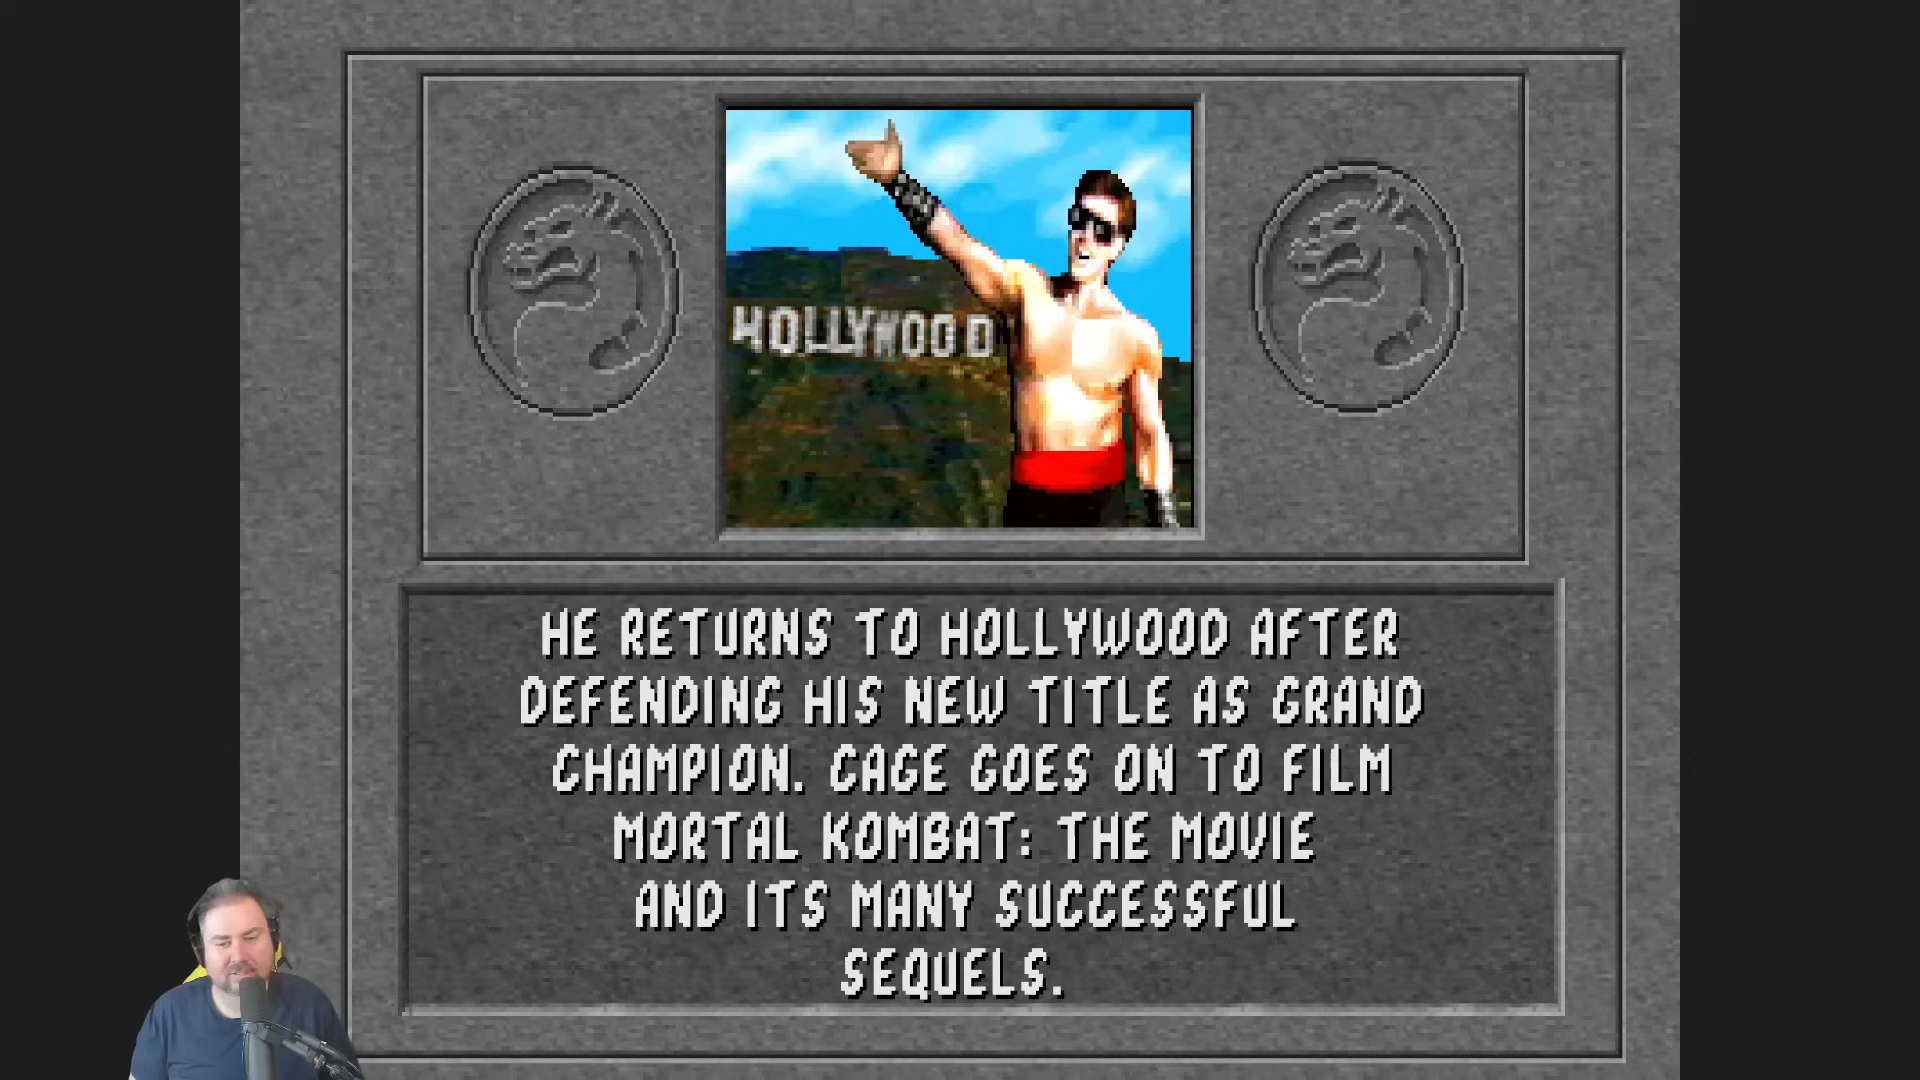 HOLLYWOOD
HE RETURNS TO HOLLYWOOD AFTER
DEFENDING HIS NEW TITLE AS GRAND
CHAMPION. CAGE GOES ON TO FILM
MORTAL KOMBAT: THE MOVIE
AND ITS MANY SUCCESSFUL
SEQUELS.